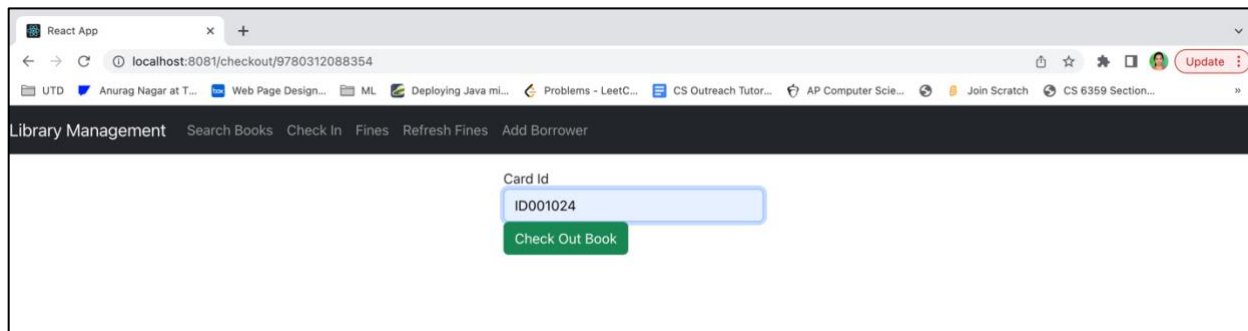 React App
localhost:8081/checkout/9780312088354
Update
UTD Anurag Nagar at T... box Web Page Design... ML Deploying Java mi... Problems - LeetC... CS Outreach Tutor... AP Computer Scie... Join Scratch CS 6359 Section...
Library Management Search Books Check In Fines Refresh Fines Add Borrower
Card Id
ID001024
Check Out Book